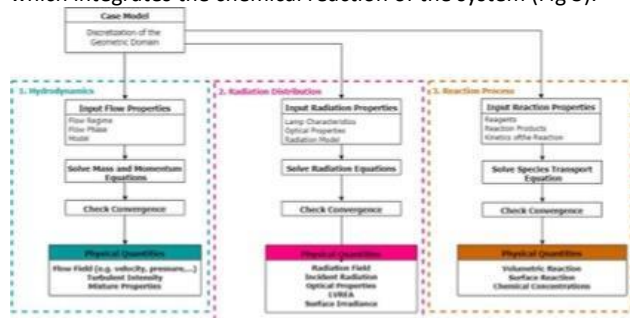 which integrates the chemical reaction of the system (Fig 3).
Case Model
Discretization of the
Geometric Domain
1. Hydrodynamics
Input Flow Properties
Flow Regime
Flow Phase
Model
Solve Mass and Momentum
Equations
Check Convergence
Physical Quantities
Flow Field (e.g. velocity, pressure,...)
Turbulent Intensity
Mixture Properties
2. Radiation Distribution
Input Radiation Properties
Lamp Characteristics
Optical Properties
Radiation Model
Solve Radiation Equations
Check Convergence
Physical Quantities
Radiation Field
Incident Radiation
Optical Properties
LVREA
Surface Irradiance
3. Reaction Process
Input Reaction Properties
Reagents
Reaction Products
Kinetics of the Reaction
Solve Species Transport
Equation
Check Convergence
Physical Quantities
Volumetric Reaction
Surface Reaction
Chemical Concentrations